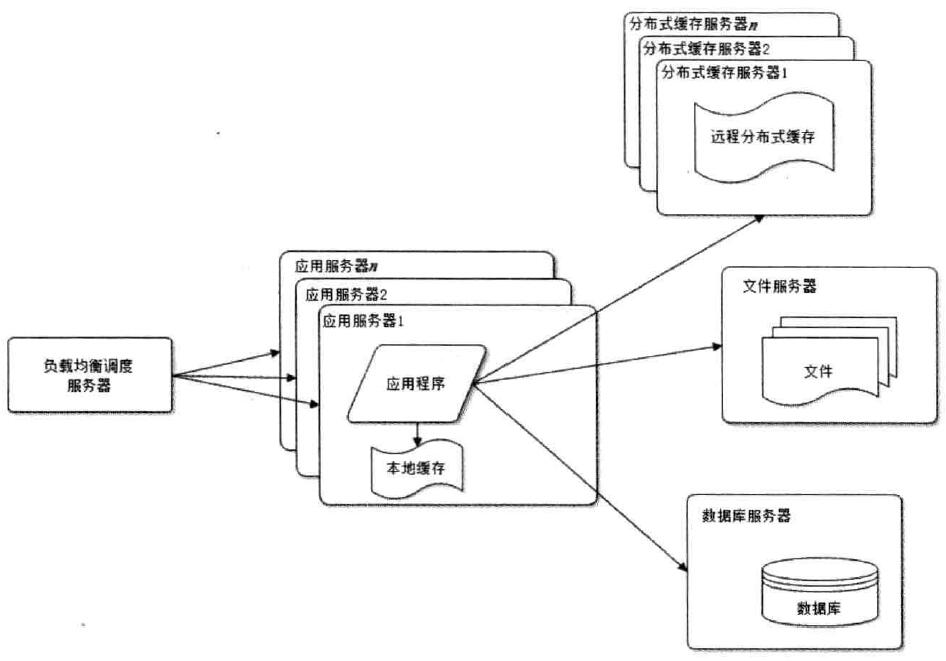 分布式缓存服务器n
分布式缓存服务器2
分布式缓存服务器1
远程分布式缓存
应用服务器n
应用服务器2
应用服务器1
文件服务器
负载均衡调度
服务器
应用程序
文件
本地缓存
数据库服务器
数据库